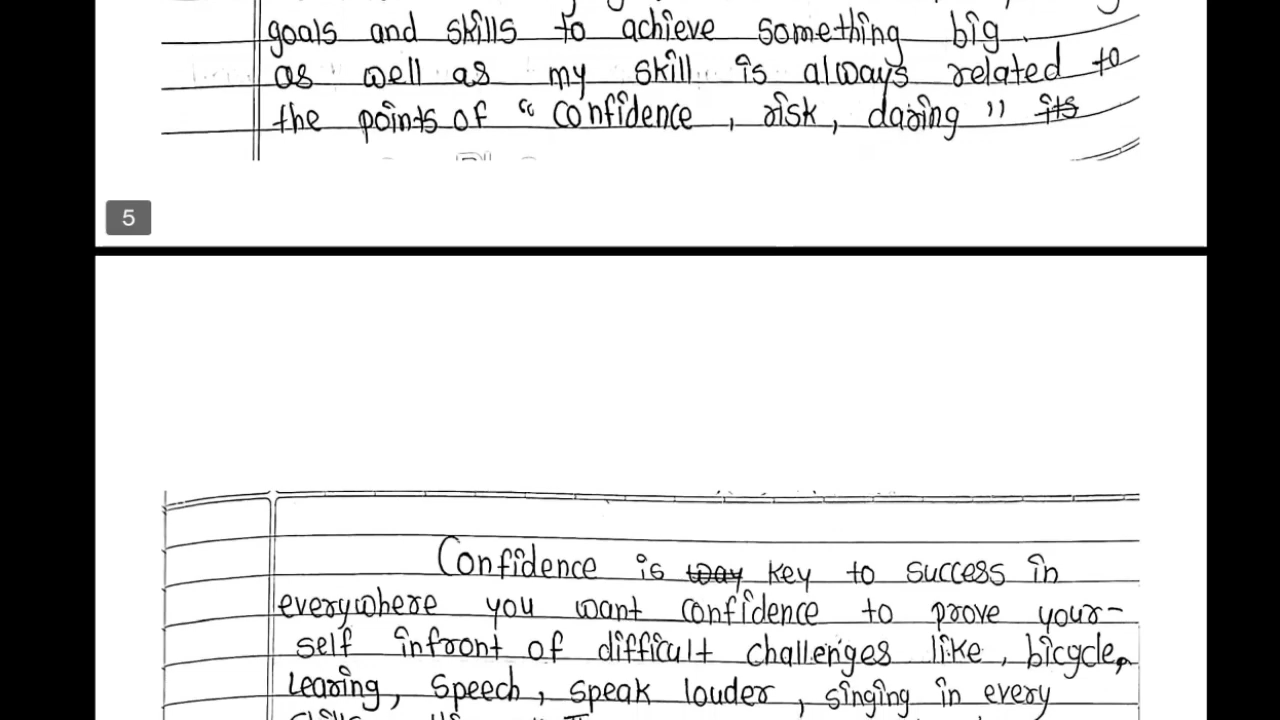 goals and skills to achieve something big.
as well as my skill is always related to
the points of "confidence, risk, daring" its
5
Confidence is way key to success in
everywhere you want confidence to prove your-
self infront of difficult challenges like, bicycle,
Learing, speech, speak louder, singing in every